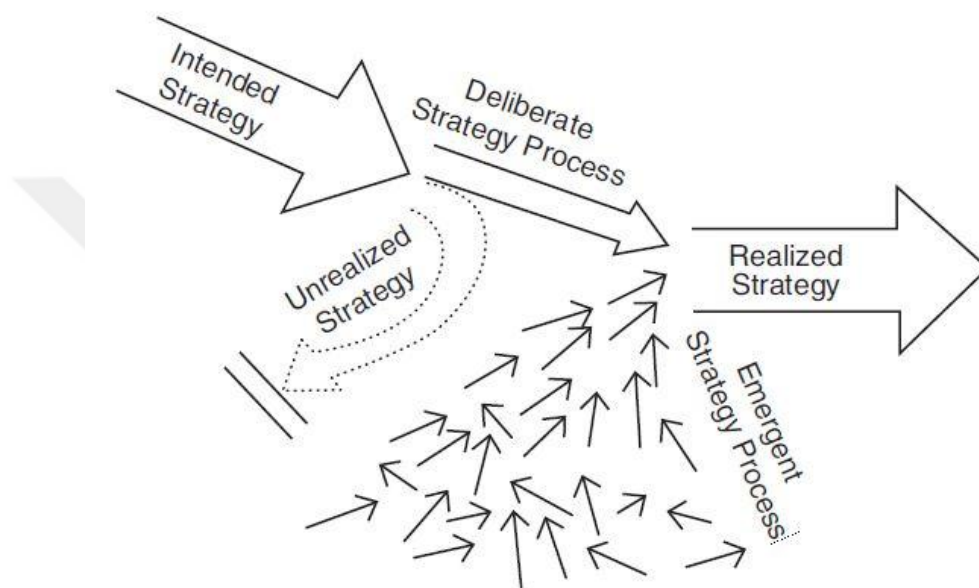 Intended
Strategy
Deliberate
Strategy Process
Unrealized
Strategy
Realized
Strategy
Emergent
Strategy Process